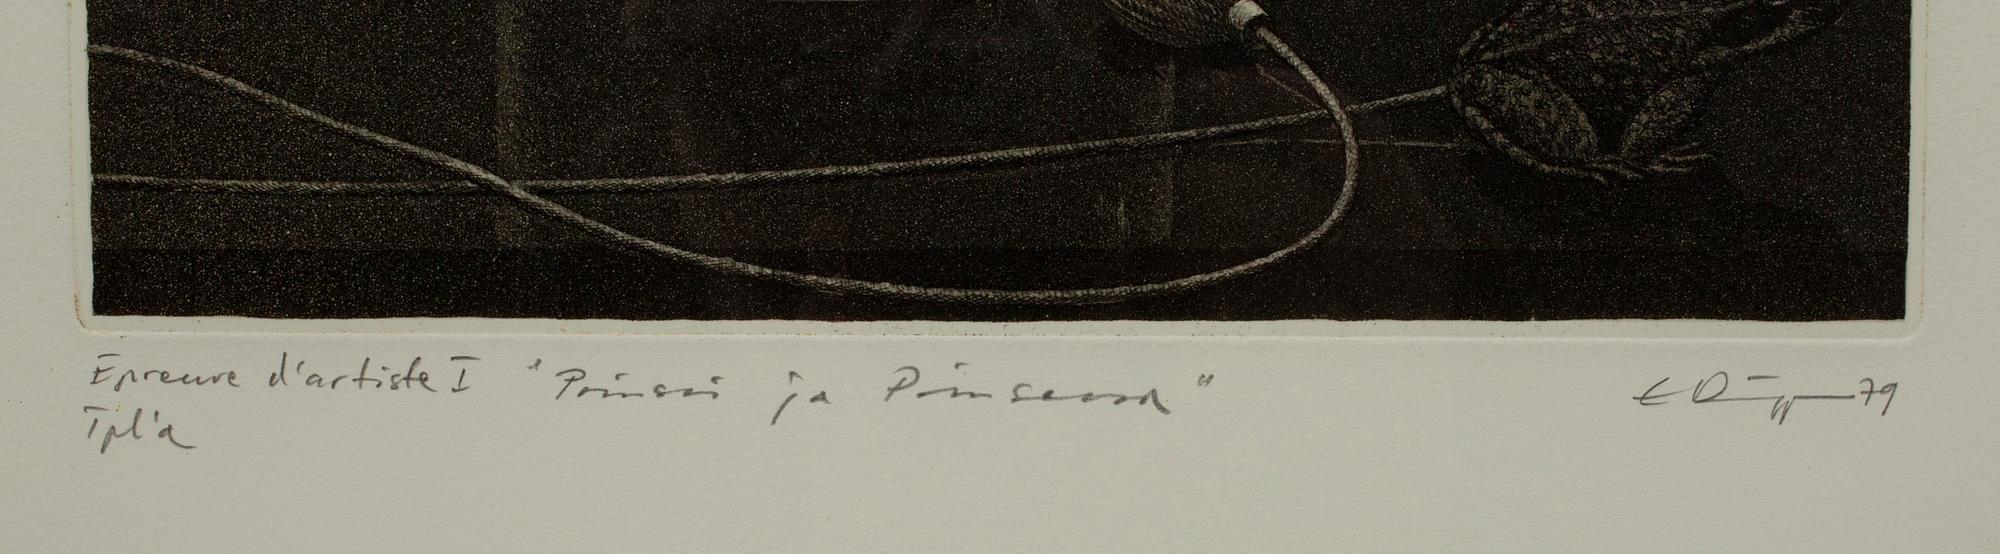 Epreuve d'artiste I "Prinssi ja Prinsessa" 79
Tpl'a